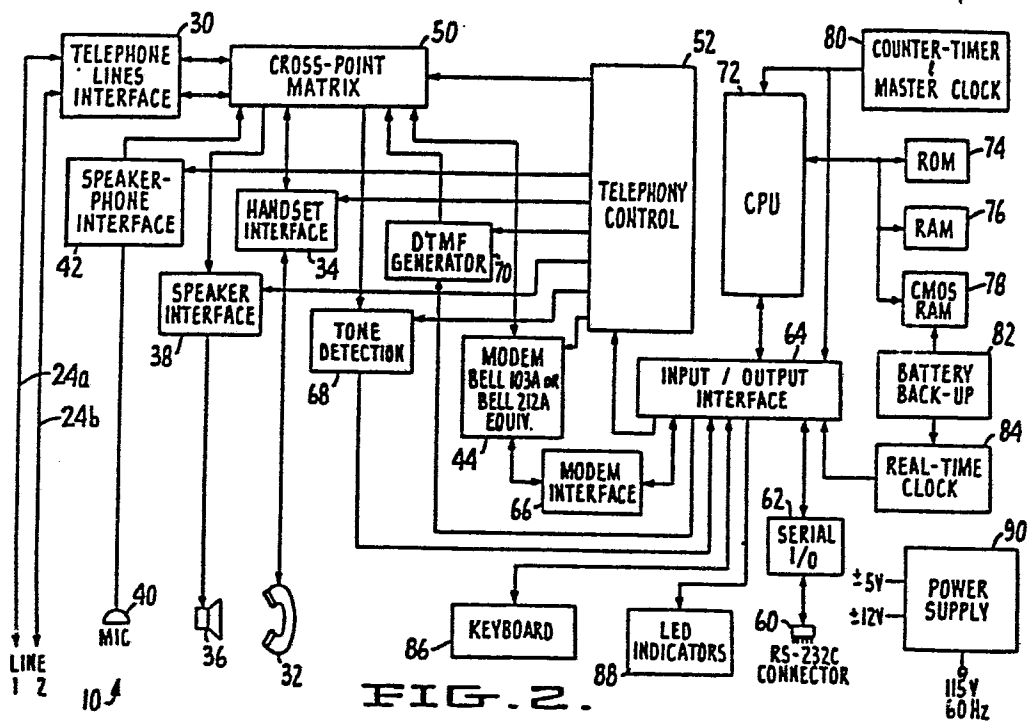 30
TELEPHONE
LINES
INTERFACE
50
CROSS-POINT
MATRIX
52
TELEPHONY
CONTROL
72
CPU
80
COUNTER-TIMER
&
MASTER CLOCK
ROM
74
RAM
76
CMOS
RAM
78
SPEAKER-
PHONE
INTERFACE
42
HANDSET
INTERFACE
34
DTMF
GENERATOR
70
SPEAKER
INTERFACE
38
TONE
DETECTION
68
MODEM
BELL 103A or
BELL 212A
EQUIV.
44
64
INPUT / OUTPUT
INTERFACE
82
BATTERY
BACK-UP
84
REAL-TIME
CLOCK
24a
24b
MODEM
INTERFACE
66
62
SERIAL
I/O
90
POWER
SUPPLY
±5V
±12V
115V
60Hz
40
MIC
36
32
86
KEYBOARD
88
LED
INDICATORS
60
RS-232C
CONNECTOR
LINE
1 2
10
FIG. 2.